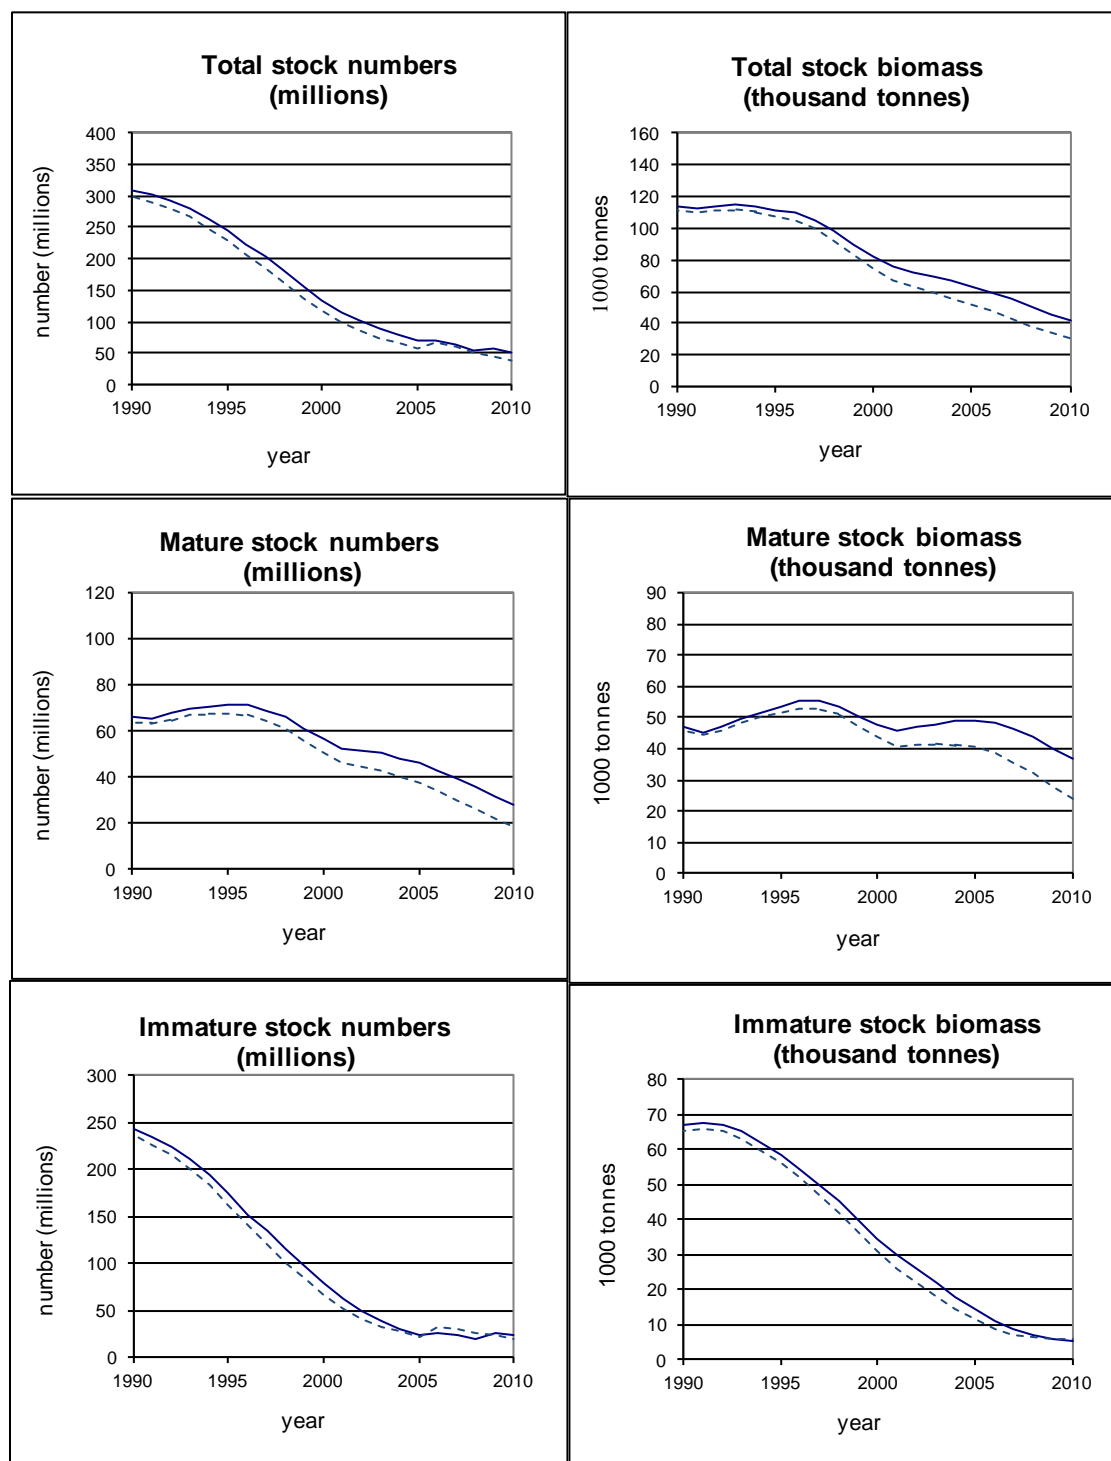 Total stock numbers
(millions)
number (millions)
400
350
300
250
200
150
100
50
0
1990 1995 2000 2005 2010
year
Total stock biomass
(thousand tonnes)
1000 tonnes
160
140
120
100
80
60
40
20
0
1990 1995 2000 2005 2010
year
Mature stock numbers
(millions)
number (millions)
120
100
80
60
40
20
0
1990 1995 2000 2005 2010
year
Mature stock biomass
(thousand tonnes)
1000 tonnes
90
80
70
60
50
40
30
20
10
0
1990 1995 2000 2005 2010
year
Immature stock numbers
(millions)
number (millions)
300
250
200
150
100
50
0
1990 1995 2000 2005 2010
year
Immature stock biomass
(thousand tonnes)
1000 tonnes
80
70
60
50
40
30
20
10
0
1990 1995 2000 2005 2010
year